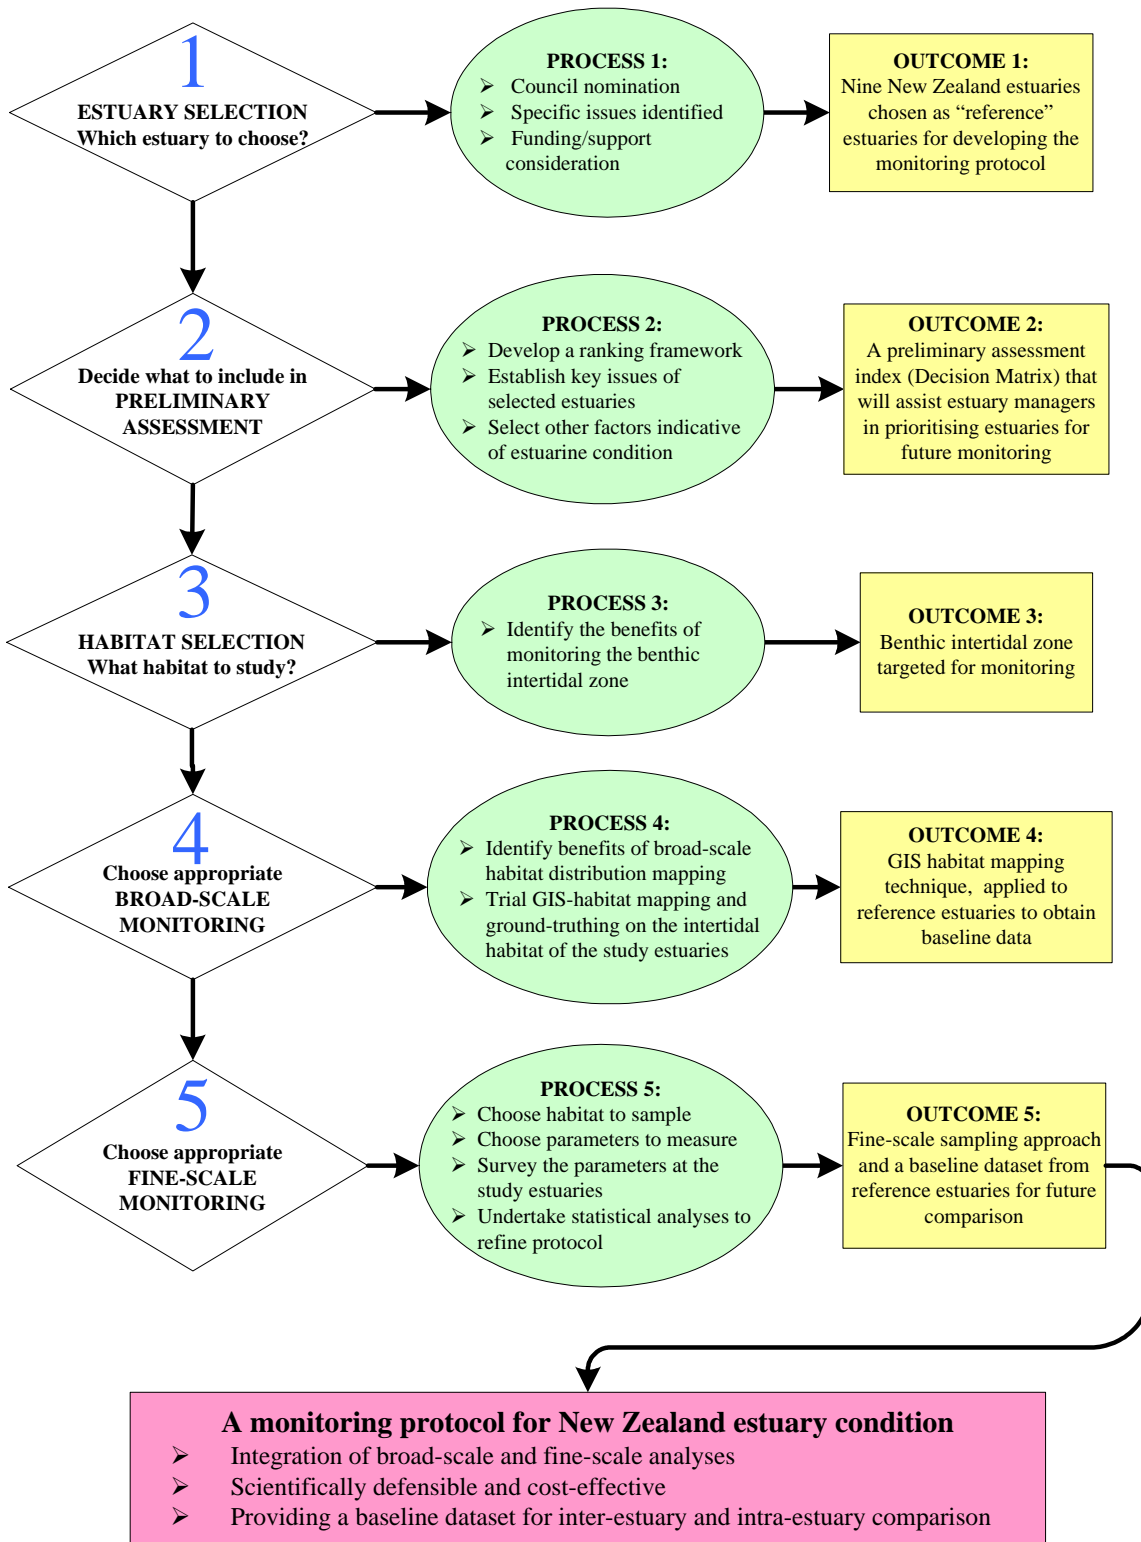 1
ESTUARY SELECTION
Which estuary to choose?
PROCESS 1:
➢ Council nomination
➢ Specific issues identified
➢ Funding/support
consideration
OUTCOME 1:
Nine New Zealand estuaries
chosen as “reference”
estuaries for developing the
monitoring protocol
2
Decide what to include in
PRELIMINARY
ASSESSMENT
PROCESS 2:
➢ Develop a ranking framework
➢ Establish key issues of
selected estuaries
➢ Select other factors indicative
of estuarine condition
OUTCOME 2:
A preliminary assessment
index (Decision Matrix) that
will assist estuary managers
in prioritising estuaries for
future monitoring
3
HABITAT SELECTION
What habitat to study?
PROCESS 3:
➢ Identify the benefits of
monitoring the benthic
intertidal zone
OUTCOME 3:
Benthic intertidal zone
targeted for monitoring
4
Choose appropriate
BROAD-SCALE
MONITORING
PROCESS 4:
➢ Identify benefits of broad-scale
habitat distribution mapping
➢ Trial GIS-habitat mapping and
ground-truthing on the intertidal
habitat of the study estuaries
OUTCOME 4:
GIS habitat mapping
technique, applied to
reference estuaries to obtain
baseline data
5
Choose appropriate
FINE-SCALE
MONITORING
PROCESS 5:
➢ Choose habitat to sample
➢ Choose parameters to measure
➢ Survey the parameters at the
study estuaries
➢ Undertake statistical analyses to
refine protocol
OUTCOME 5:
Fine-scale sampling approach
and a baseline dataset from
reference estuaries for future
comparison
A monitoring protocol for New Zealand estuary condition
➢ Integration of broad-scale and fine-scale analyses
➢ Scientifically defensible and cost-effective
➢ Providing a baseline dataset for inter-estuary and intra-estuary comparison